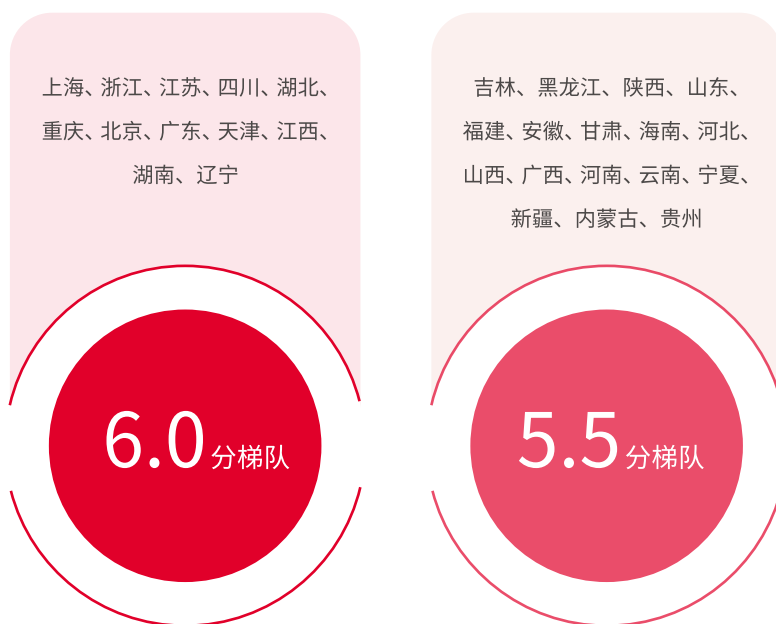 上海、浙江、江苏、四川、湖北、
重庆、北京、广东、天津、江西、
湖南、辽宁
6.0分梯队
吉林、黑龙江、陕西、山东、
福建、安徽、甘肃、海南、河北、
山西、广西、河南、云南、宁夏、
新疆、内蒙古、贵州
5.5分梯队